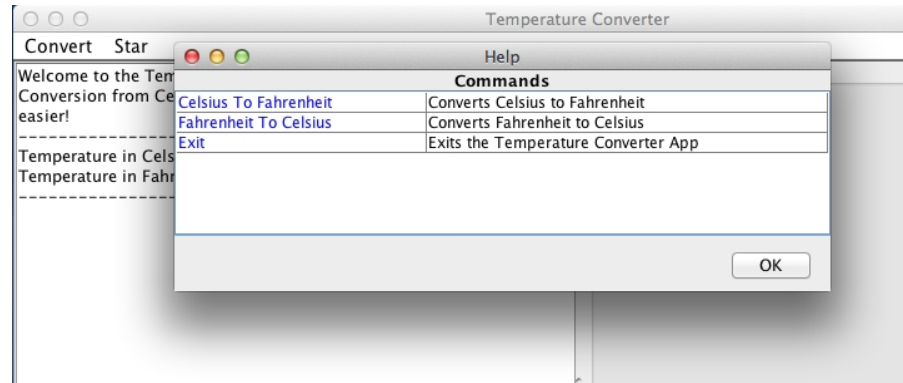 Temperature Converter
Convert Star
Help
Welcome to the Tem
Conversion from Ce
easier!
--------------------
Temperature in Cels
Temperature in Fahr
--------------------
Commands
Celsius To Fahrenheit Converts Celsius to Fahrenheit
Fahrenheit To Celsius Converts Fahrenheit to Celsius
Exit Exits the Temperature Converter App
OK